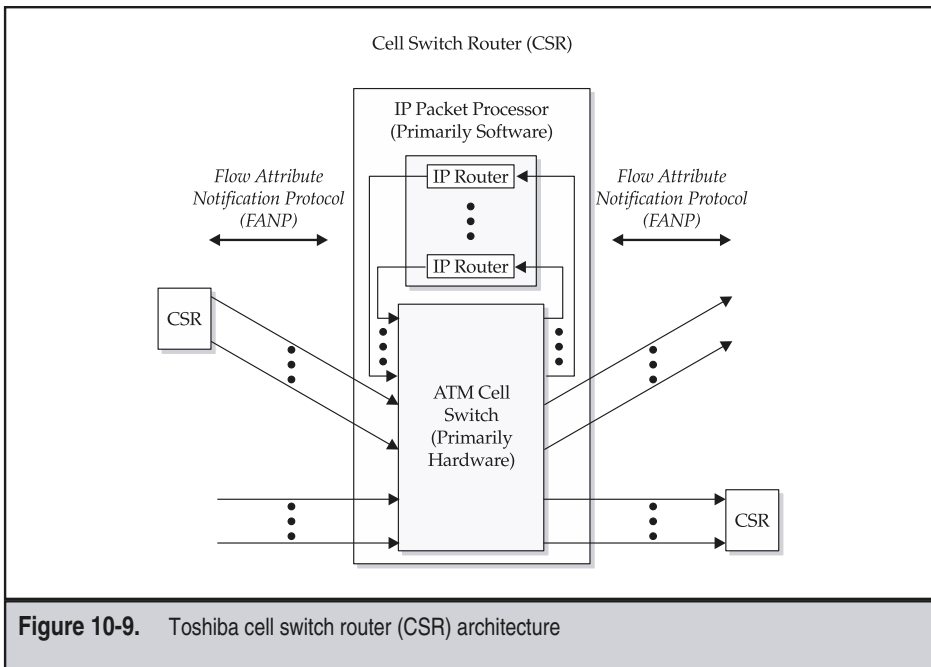 Cell Switch Router (CSR)
IP Packet Processor
(Primarily Software)
IP Router
IP Router
Flow Attribute
Notification Protocol
(FANP)
Flow Attribute
Notification Protocol
(FANP)
CSR
ATM Cell
Switch
(Primarily
Hardware)
CSR
Figure 10-9. Toshiba cell switch router (CSR) architecture